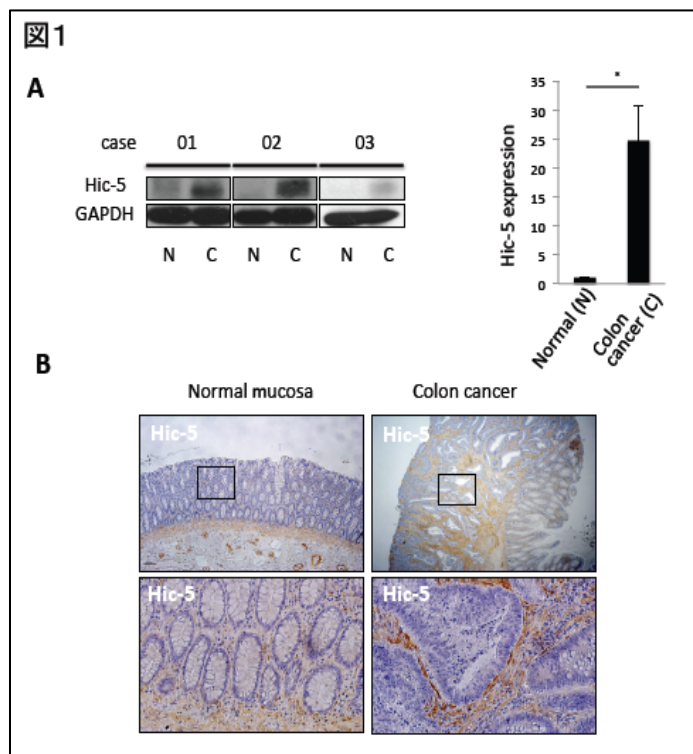 図1
A
case 01 02 03
Hic-5
GAPDH
N C N C N C
35
30
25
20
15
10
5
0
*
Hic-5 expression
Normal (N)
Colon
cancer (C)
B
Normal mucosa Colon cancer
Hic-5 Hic-5
Hic-5 Hic-5